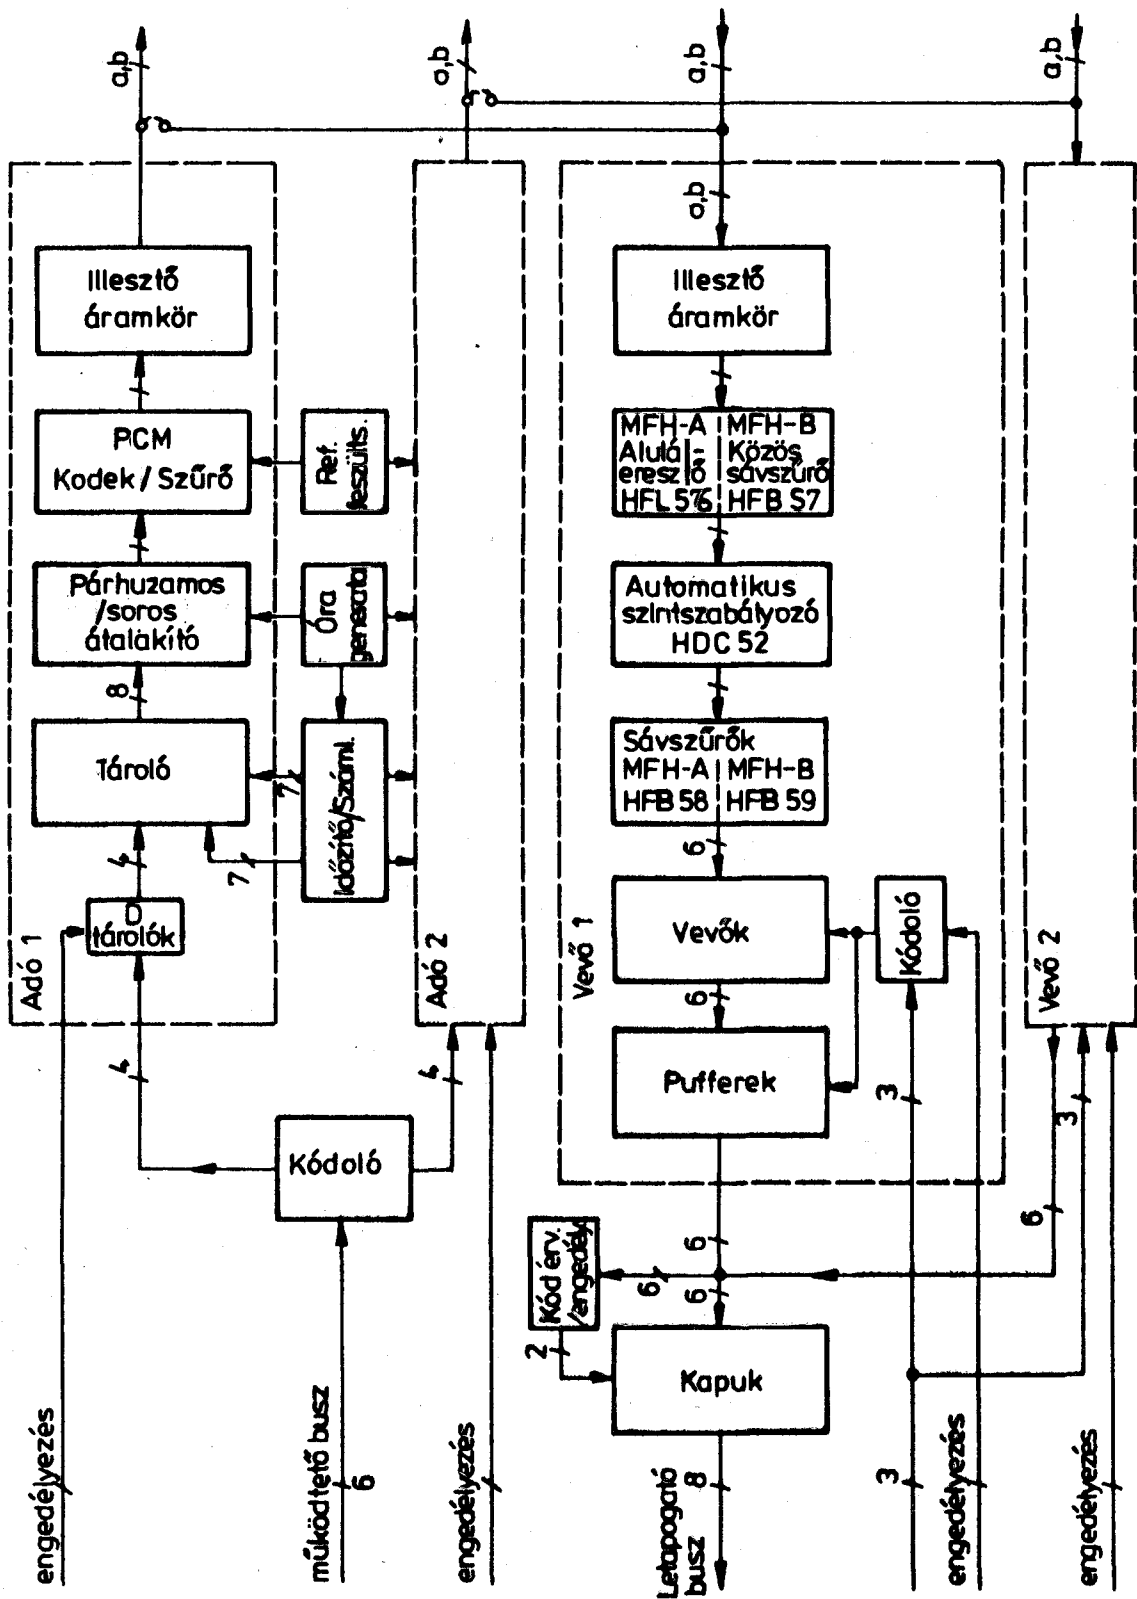 a,b
a,b
a,b
a,b
a,b
Illesztő
áramkör
PCM
Kodek / Szűrő
Ref.
feszülts.
Párhuzamos
/soros
átalakító
Óra
generáta
8
Tároló
7
7
Időzítő/Száml.
4
D
tárolók
Adó 1
Adó 2
4
4
Kódoló
engedélyezés
működtető busz
6
engedélyezés
Illesztő
áramkör
MFH-A
Alulá-
eresztő
HFL 576
MFH-B
Közös
sávszűrő
HFB 57
Automatikus
szintszabályozó
HDC 52
Sávszűrők
MFH-A
HFB 58
MFH-B
HFB 59
6
Vevők
Kódoló
Vevő 1
Vevő 2
6
Pufferek
3
3
6
6
6
6
Kód érv.
/engedély
2
Kapuk
Letapogató
busz
8
3
engedélyezés
engedélyezés